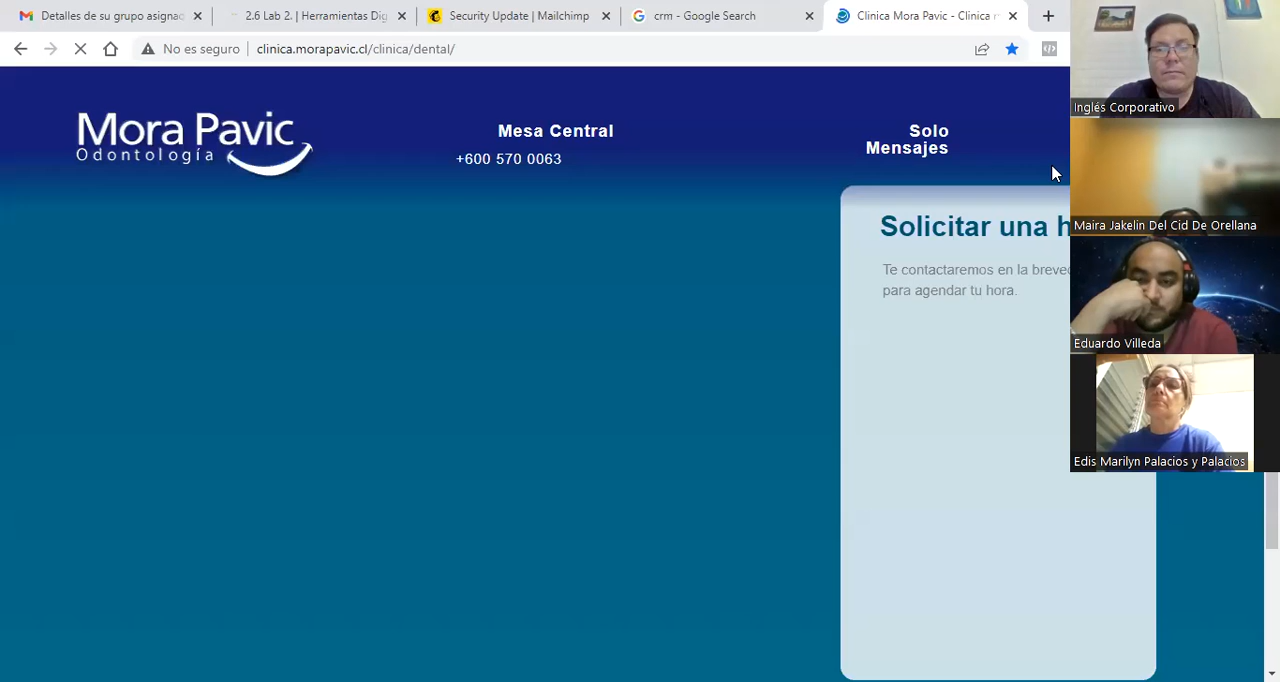 Detalles de su grupo asignac
2.6 Lab 2. | Herramientas Dig
Security Update | Mailchimp
crm - Google Search
Clinica Mora Pavic - Clinica m
No es seguro
clinica.morapavic.cl/clinica/dental/
Mora Pavic
Odontología
Mesa Central
+600 570 0063
Solo
Mensajes
Solicitar una h
Te contactaremos en la breved
para agendar tu hora.
Inglés Corporativo
Maira Jakelin Del Cid De Orellana
Eduardo Villeda
Edis Marilyn Palacios y Palacios